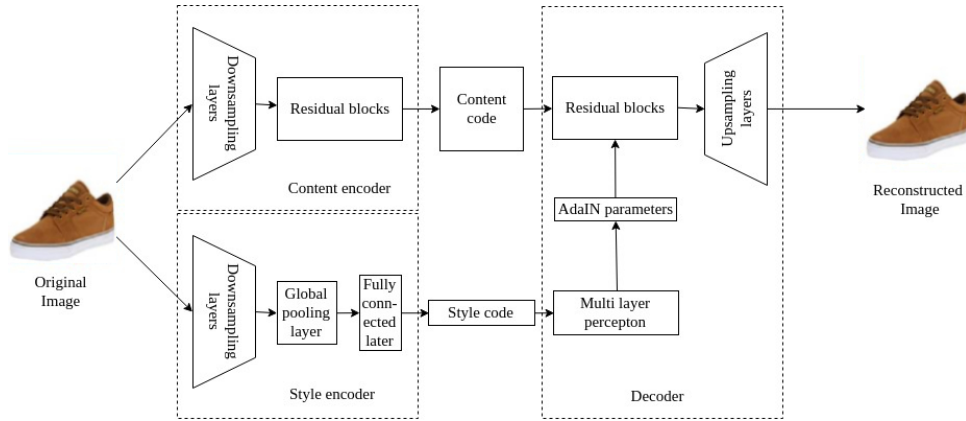 Downsampling
layers
Residual blocks
Content encoder
Content
code
Residual blocks
Upsampling
layers
AdaIN parameters
Original
Image
Reconstructed
Image
Downsampling
layers
Global
pooling
layer
Fully
conn-
ected
later
Style encoder
Style code
Multi layer
percepton
Decoder